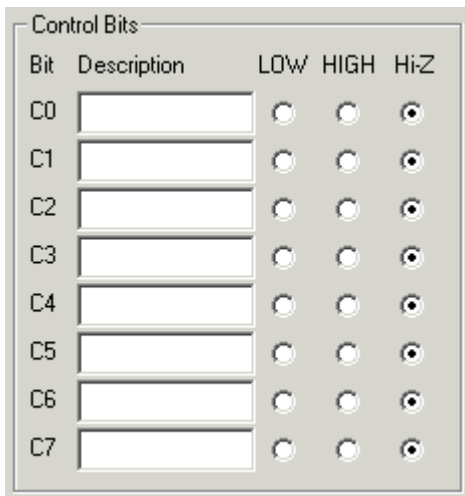 Control Bits
Bit Description LOW HIGH Hi-Z
C0
C1
C2
C3
C4
C5
C6
C7